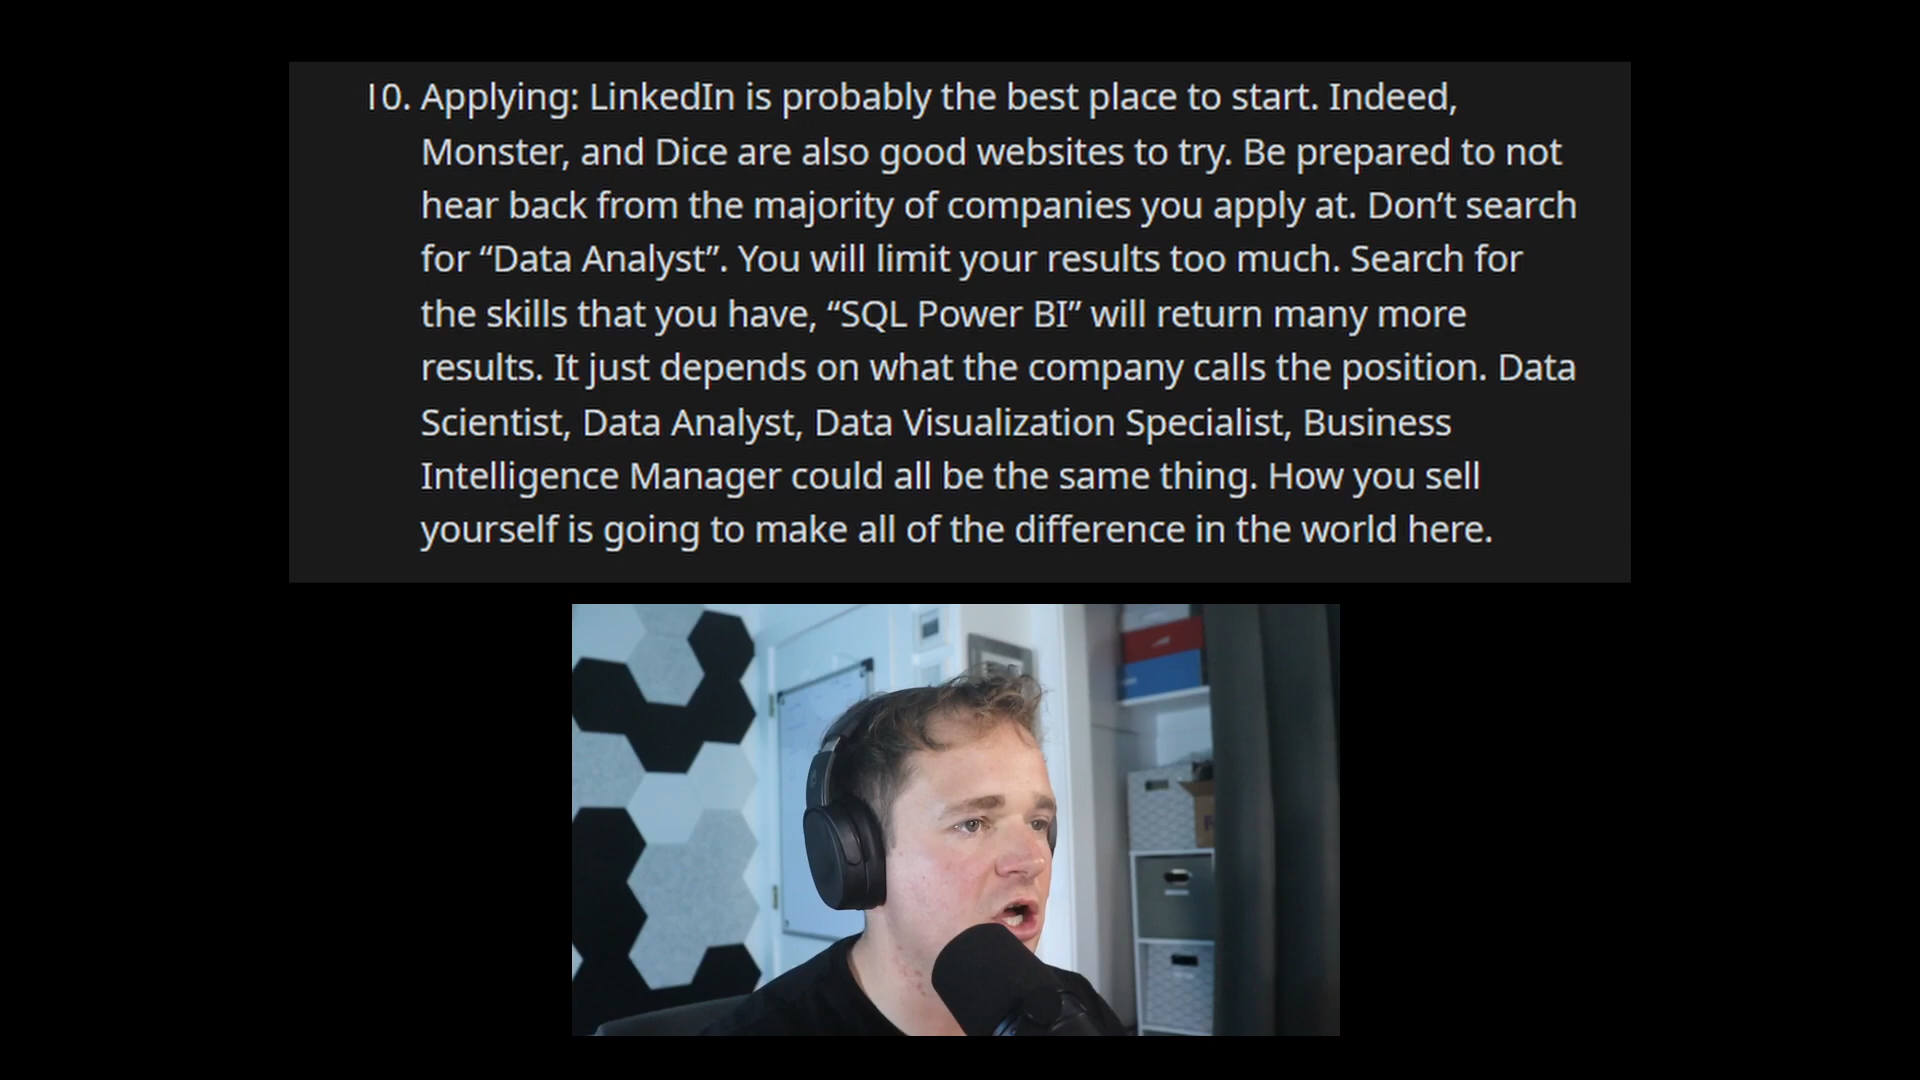 10. Applying: LinkedIn is probably the best place to start. Indeed,
Monster, and Dice are also good websites to try. Be prepared to not
hear back from the majority of companies you apply at. Don’t search
for “Data Analyst”. You will limit your results too much. Search for
the skills that you have, “SQL Power BI” will return many more
results. It just depends on what the company calls the position. Data
Scientist, Data Analyst, Data Visualization Specialist, Business
Intelligence Manager could all be the same thing. How you sell
yourself is going to make all of the difference in the world here.